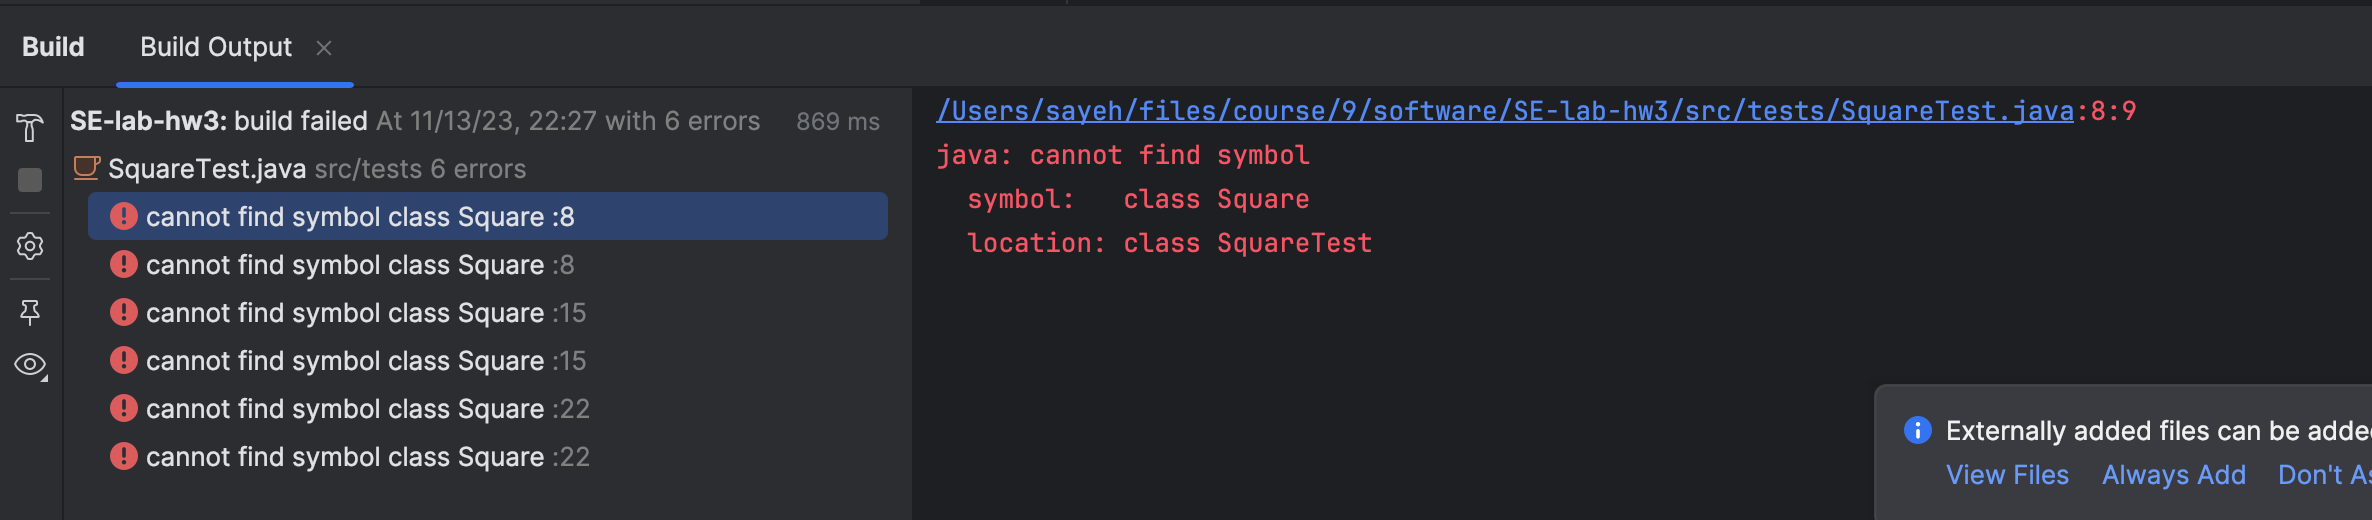 Build Build Output
SE-lab-hw3: build failed At 11/13/23, 22:27 with 6 errors 869 ms
SquareTest.java src/tests 6 errors
cannot find symbol class Square :8
cannot find symbol class Square :8
cannot find symbol class Square :15
cannot find symbol class Square :15
cannot find symbol class Square :22
cannot find symbol class Square :22
/Users/sayeh/files/course/9/software/SE-lab-hw3/src/tests/SquareTest.java:8:9
java: cannot find symbol
symbol: class Square
location: class SquareTest
Externally added files can be
View Files Always Add Don't